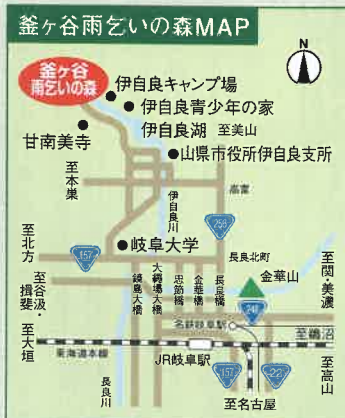 釜ヶ谷雨乞いの森MAP
N
釜ヶ谷
雨乞いの森
伊自良キャンプ場
伊自良青少年の家
伊自良湖 至美山
甘南美寺
山県市役所伊自良支所
至本巣
伊自良川
高富
256
長良北町
至北方
157
岐阜大学
金華山
至関・美濃
至谷汲・揖斐
鏡島大橋
大縄場大橋
忠節橋
金華橋
長良橋
248
名鉄岐阜駅
至鵜沼
至大垣
東海道本線
JR岐阜駅
至高山
長良川
157
22
至名古屋